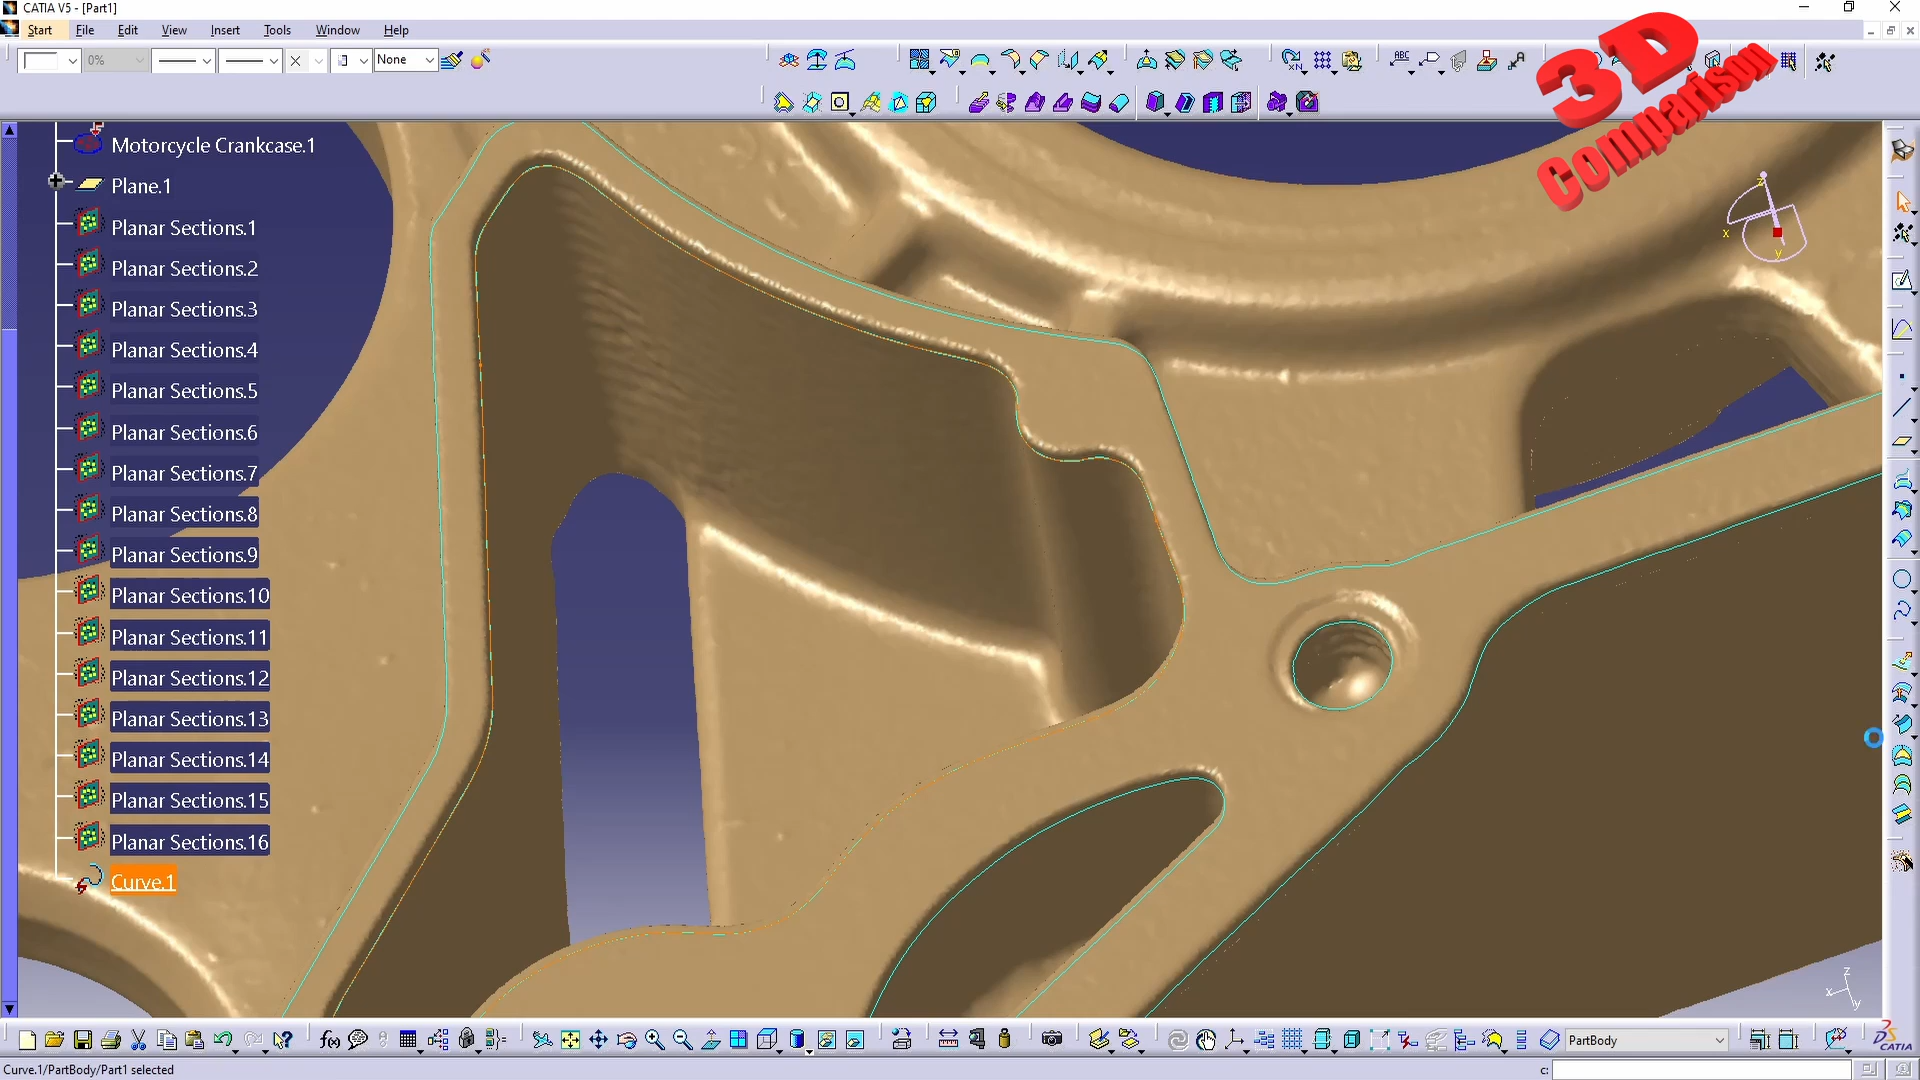 CATIA V5 - [Part1]
Start File Edit View Insert Tools Window Help
0%
None
ABC
3D
Comparison
Motorcycle Crankcase.1
Plane.1
Planar Sections.1
Planar Sections.2
Planar Sections.3
Planar Sections.4
Planar Sections.5
Planar Sections.6
Planar Sections.7
Planar Sections.8
Planar Sections.9
Planar Sections.10
Planar Sections.11
Planar Sections.12
Planar Sections.13
Planar Sections.14
Planar Sections.15
Planar Sections.16
Curve.1
z
x
y
z
x
y
f(x)
PartBody
CATIA
Curve.1/PartBody/Part1 selected
c: